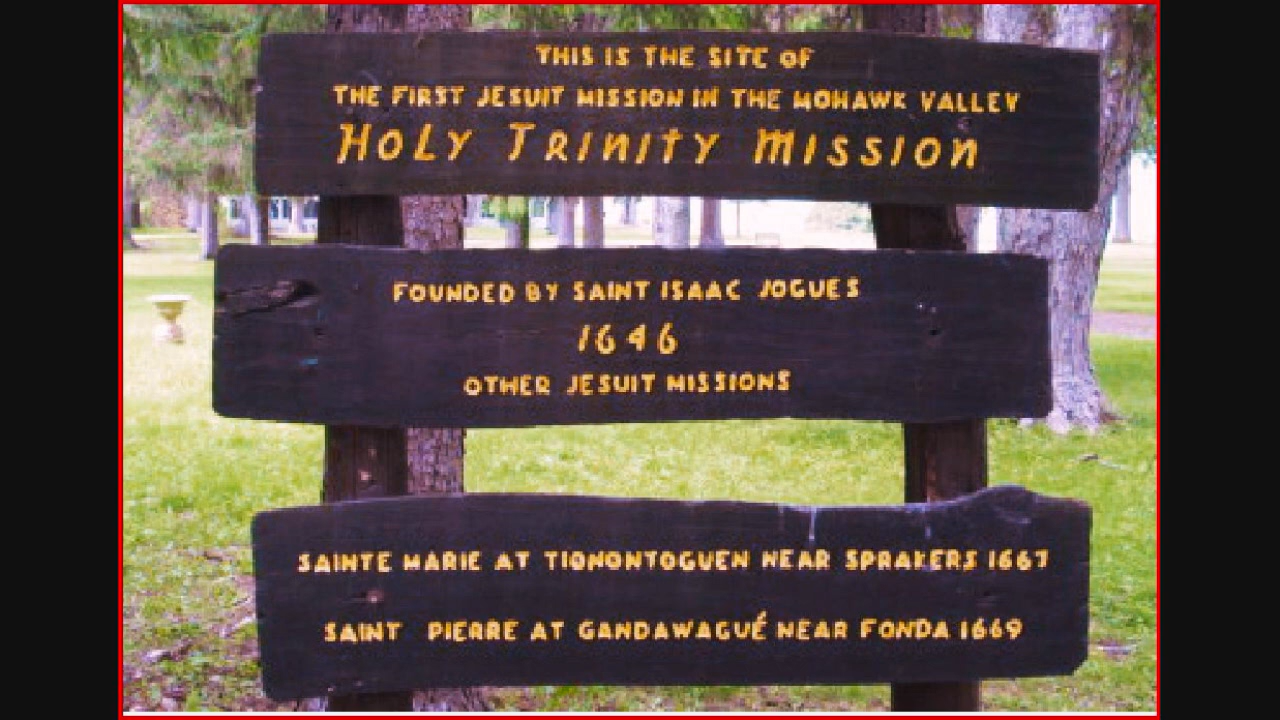 THIS IS THE SITE OF
THE FIRST JESUIT MISSION IN THE MOHAWK VALLEY
HOLY TRINITY MISSION
FOUNDED BY SAINT ISAAC JOGUES
1646
OTHER JESUIT MISSIONS
SAINTE MARIE AT TIONONTOGUEN NEAR SPRAKERS 1667
SAINT PIERRE AT GANDAWAGUÉ NEAR FONDA 1669